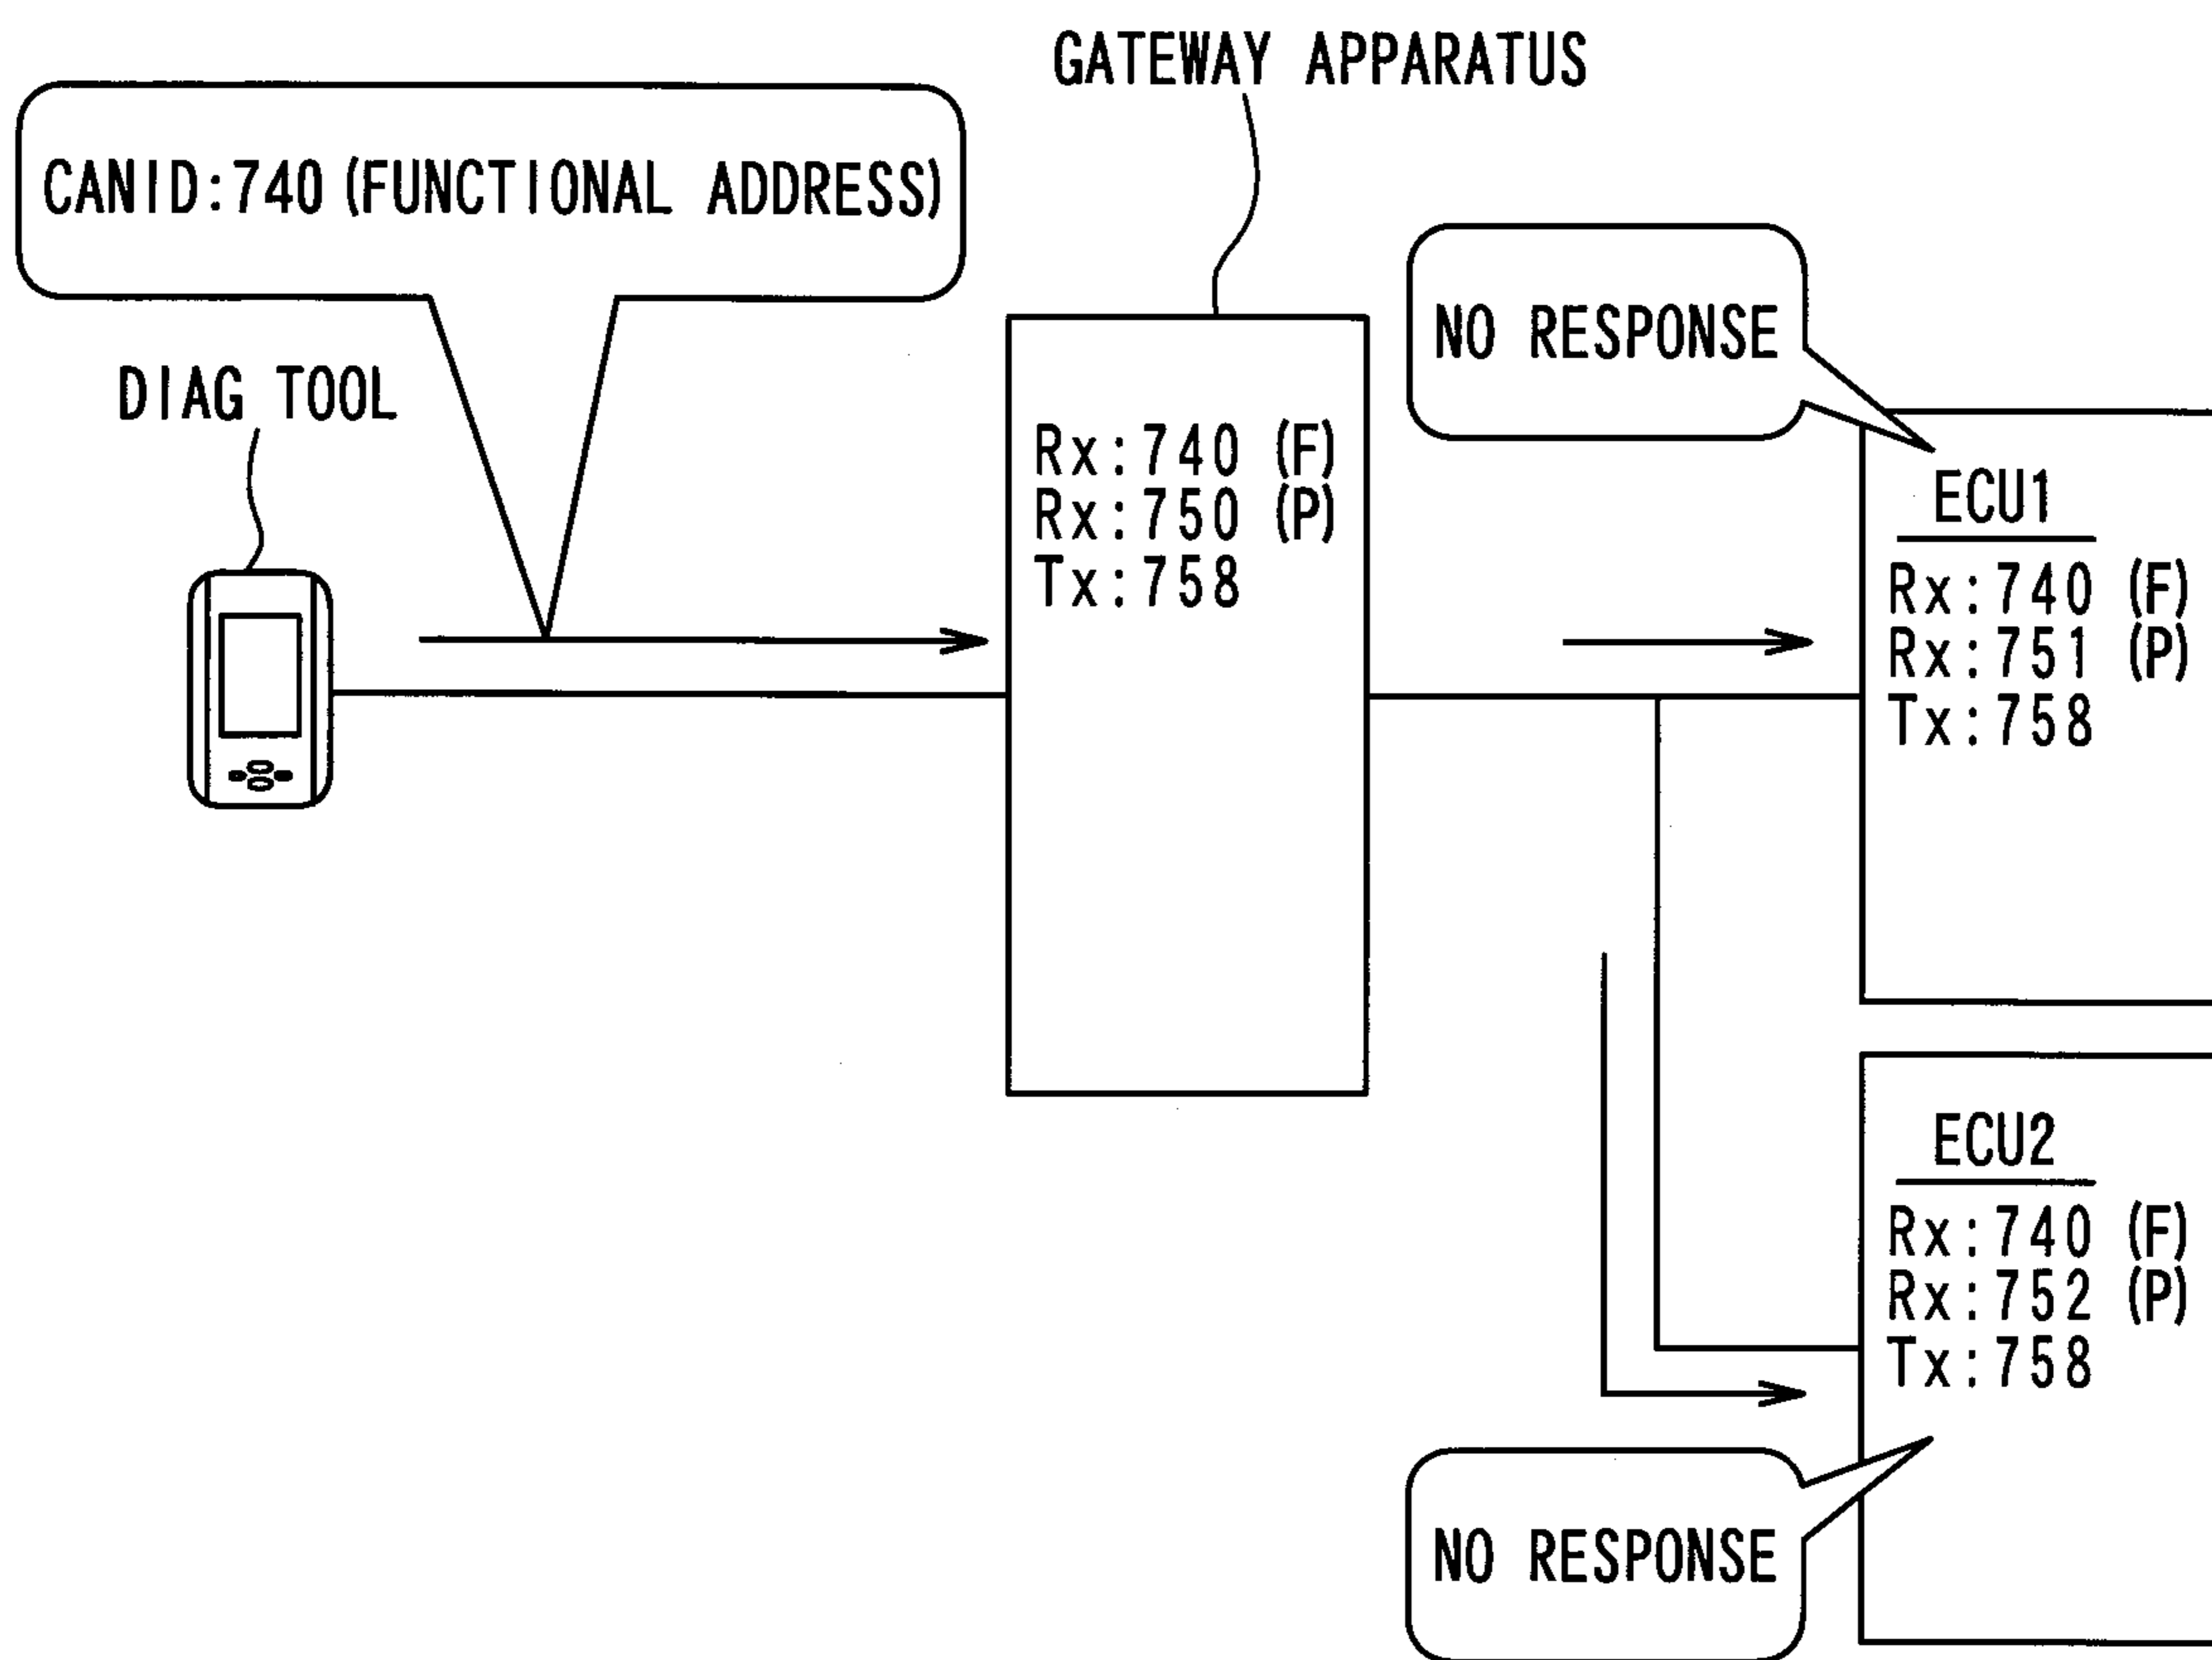 GATEWAY APPARATUS
CANID:740 (FUNCTIONAL ADDRESS)
DIAG TOOL
Rx:740 (F)
Rx:750 (P)
Tx:758
NO RESPONSE
ECU1
Rx:740 (F)
Rx:751 (P)
Tx:758
ECU2
Rx:740 (F)
Rx:752 (P)
Tx:758
NO RESPONSE